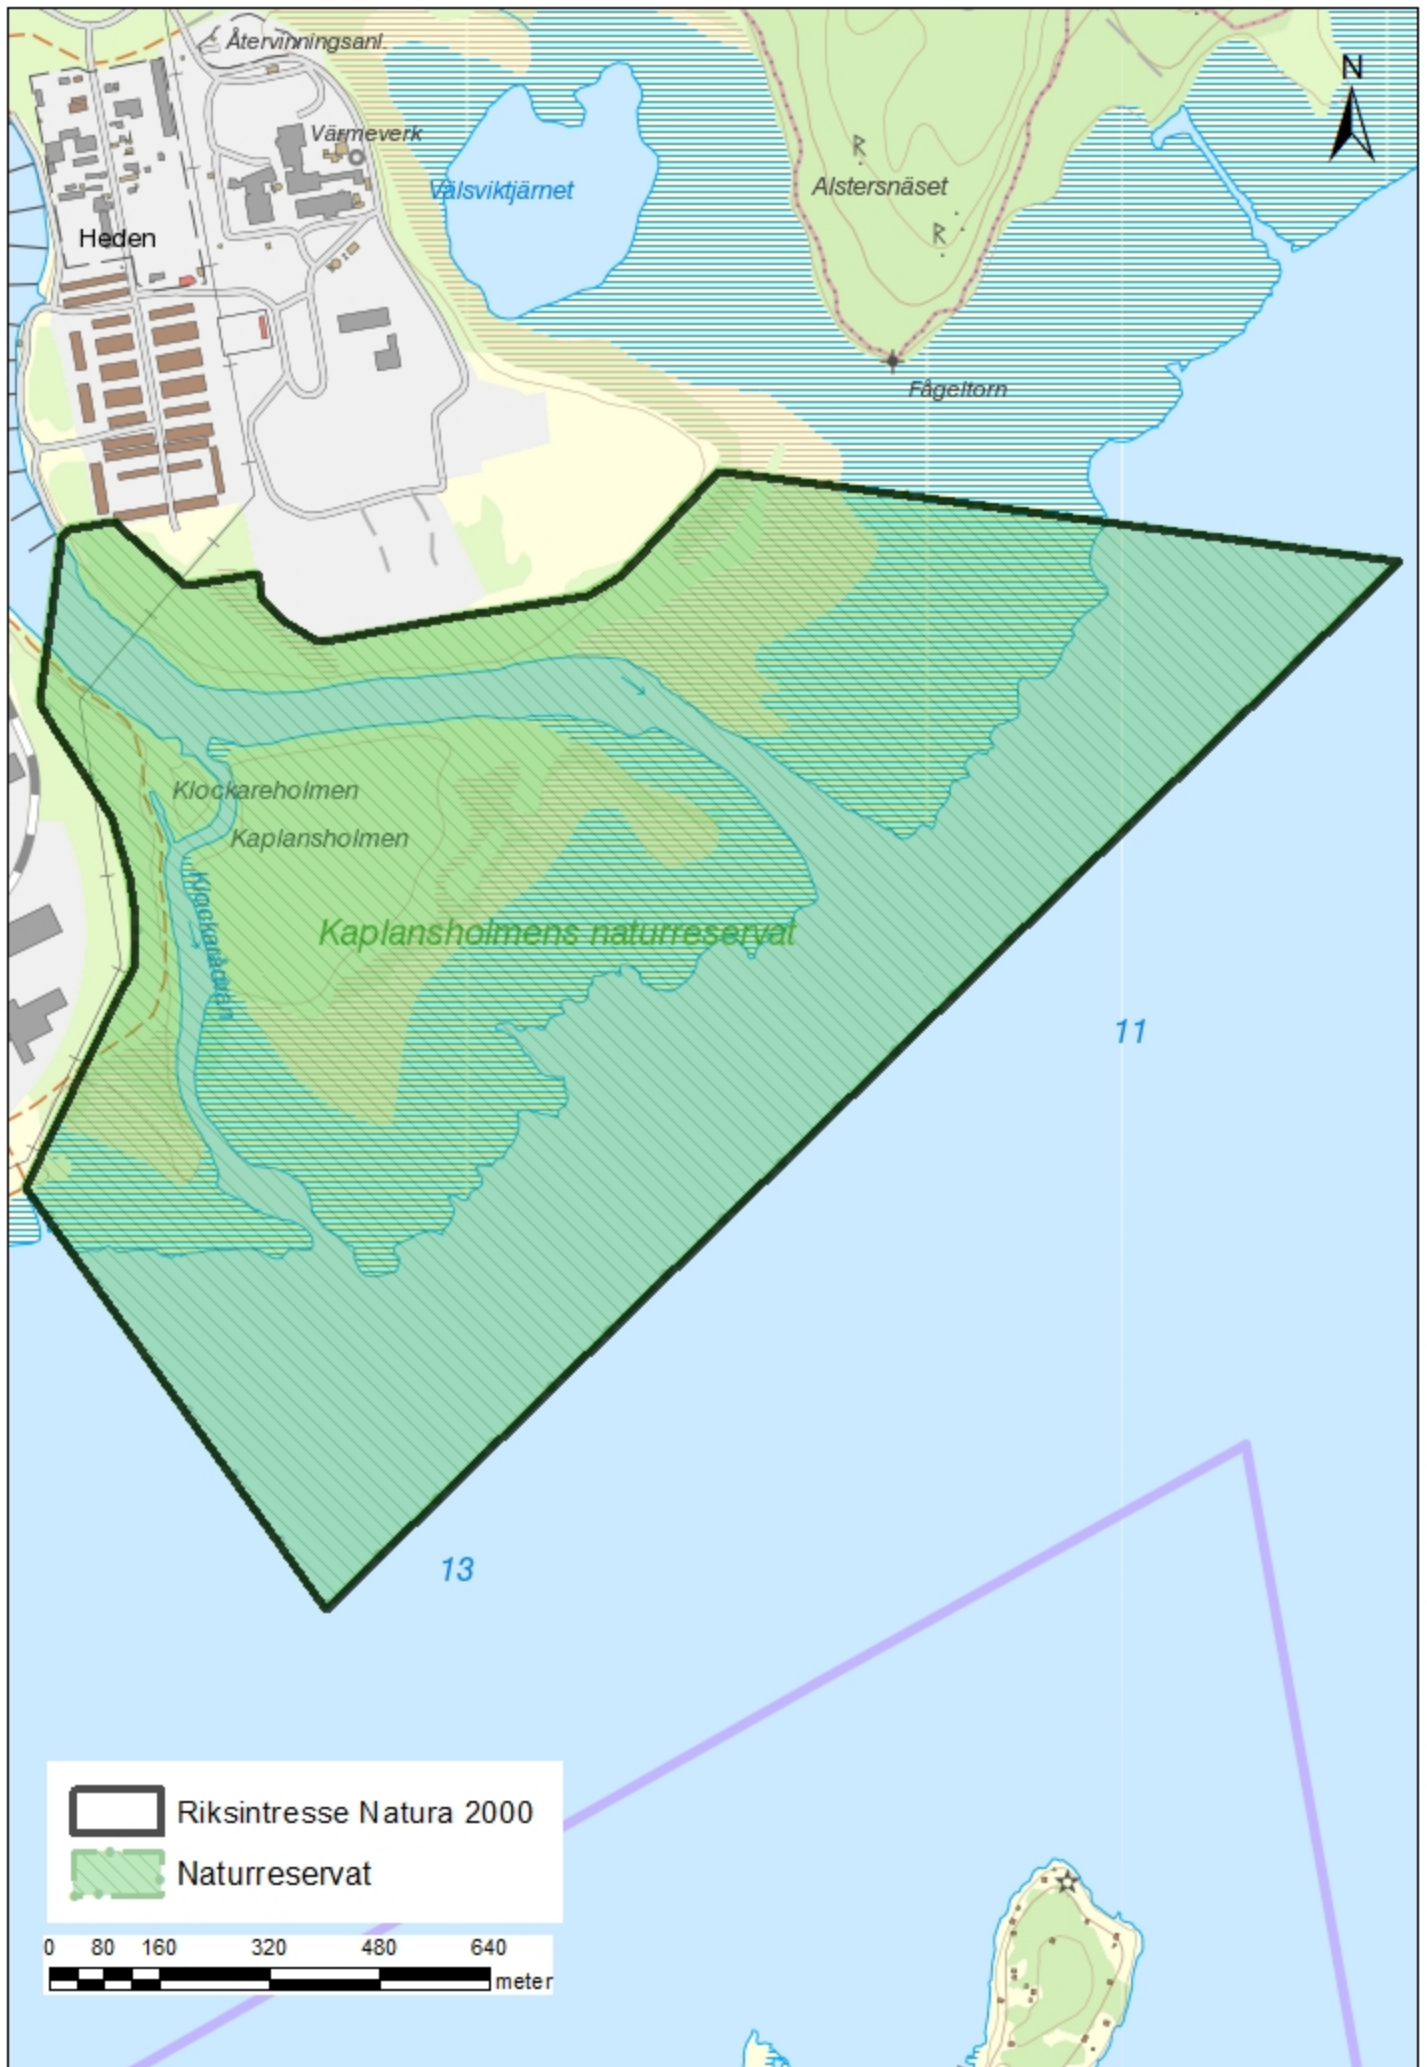 Återvinningsanl.
N
Värmeverk
Välsviktjärnet
R
Alstersnäset
R
Heden
Fågeltorn
Klockareholmen
Kaplansholmen
Kaplansholmens naturreservat
11
13
Riksintresse Natura 2000
Naturreservat
0 80 160 320 480 640
meter